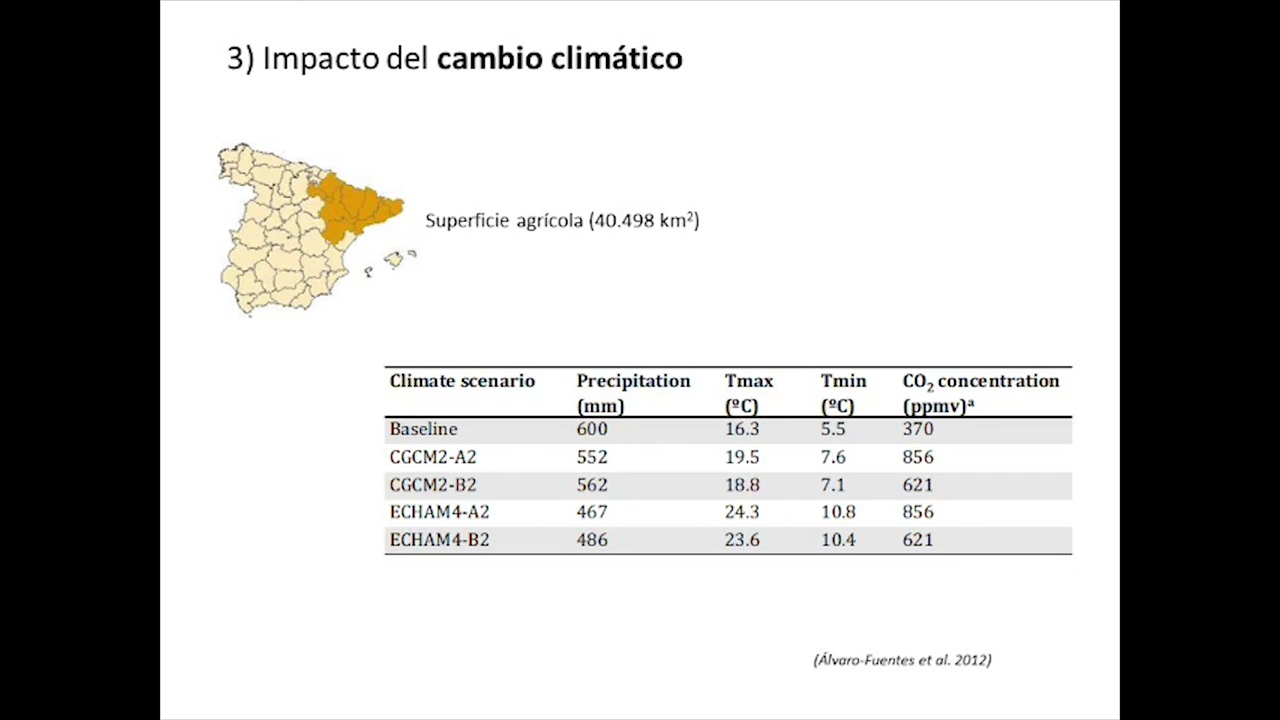 3) Impacto del cambio climático
Superficie agrícola (40.498 km²)
Climate scenario Precipitation (mm) Tmax (ºC) Tmin (ºC) CO₂ concentration (ppmv)ᵃ
Baseline 600 16.3 5.5 370
CGCM2-A2 552 19.5 7.6 856
CGCM2-B2 562 18.8 7.1 621
ECHAM4-A2 467 24.3 10.8 856
ECHAM4-B2 486 23.6 10.4 621
(Álvaro-Fuentes et al. 2012)